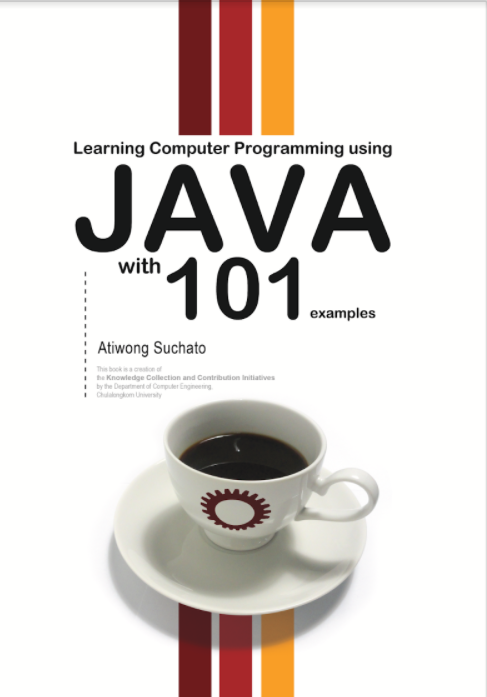 Learning Computer Programming using
JAVA
with 101 examples
Atiwong Suchato
This book is a creation of
the Knowledge Collection and Contribution Initiatives
by the Department of Computer Engineering,
Chulalongkorn University